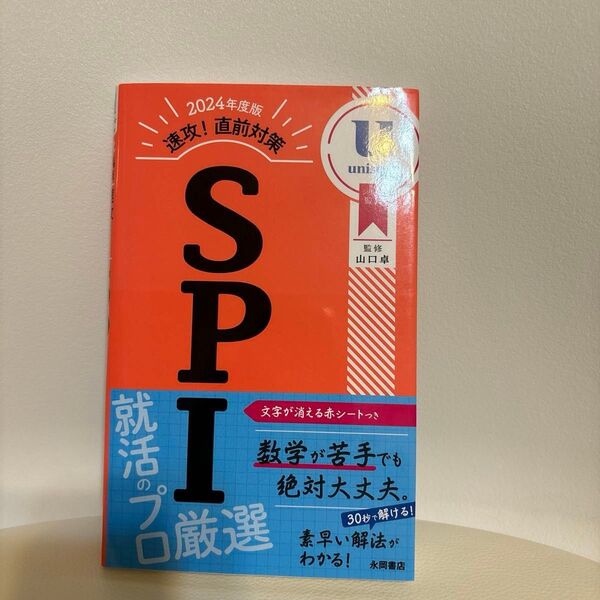 2024年度版
速攻！直前対策
SPI
U
監修
山口卓
就活のプロ厳選
文字が消える赤シートつき
数学が苦手でも
絶対大丈夫。
30秒で解ける！
素早い解法が
わかる！
永岡書店